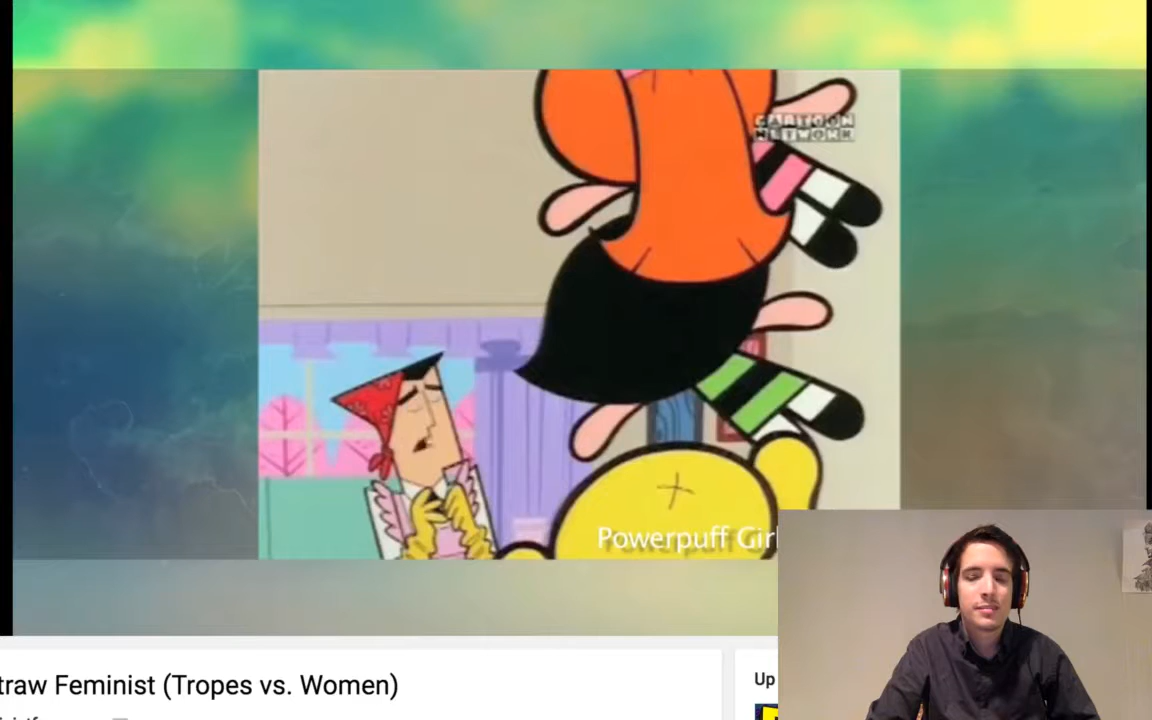 CARTOON
NETWORK
Powerpuff Girl
traw Feminist (Tropes vs. Women)
Up